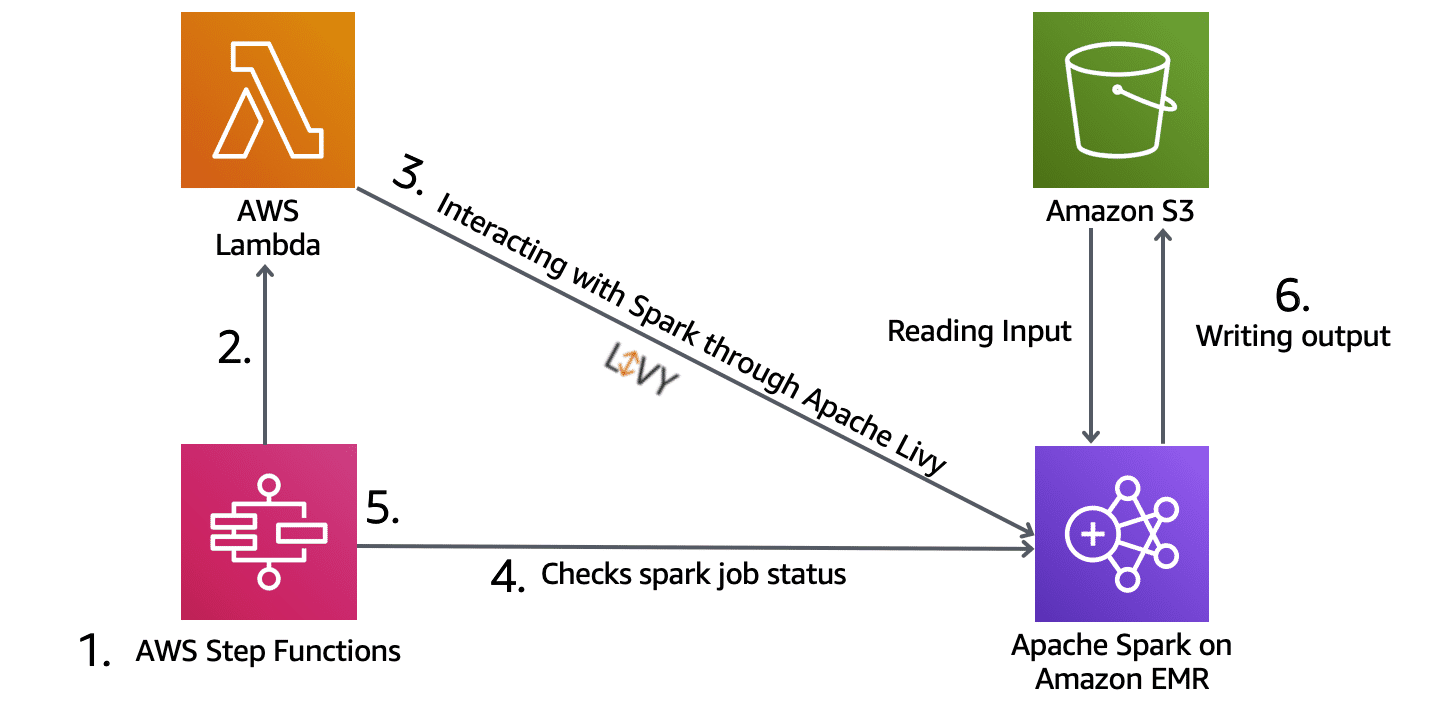 AWS
Lambda
Amazon S3
3. Interacting with Spark through Apache Livy
LIVY
2.
Reading Input
6.
Writing output
5.
4. Checks spark job status
1. AWS Step Functions
Apache Spark on
Amazon EMR